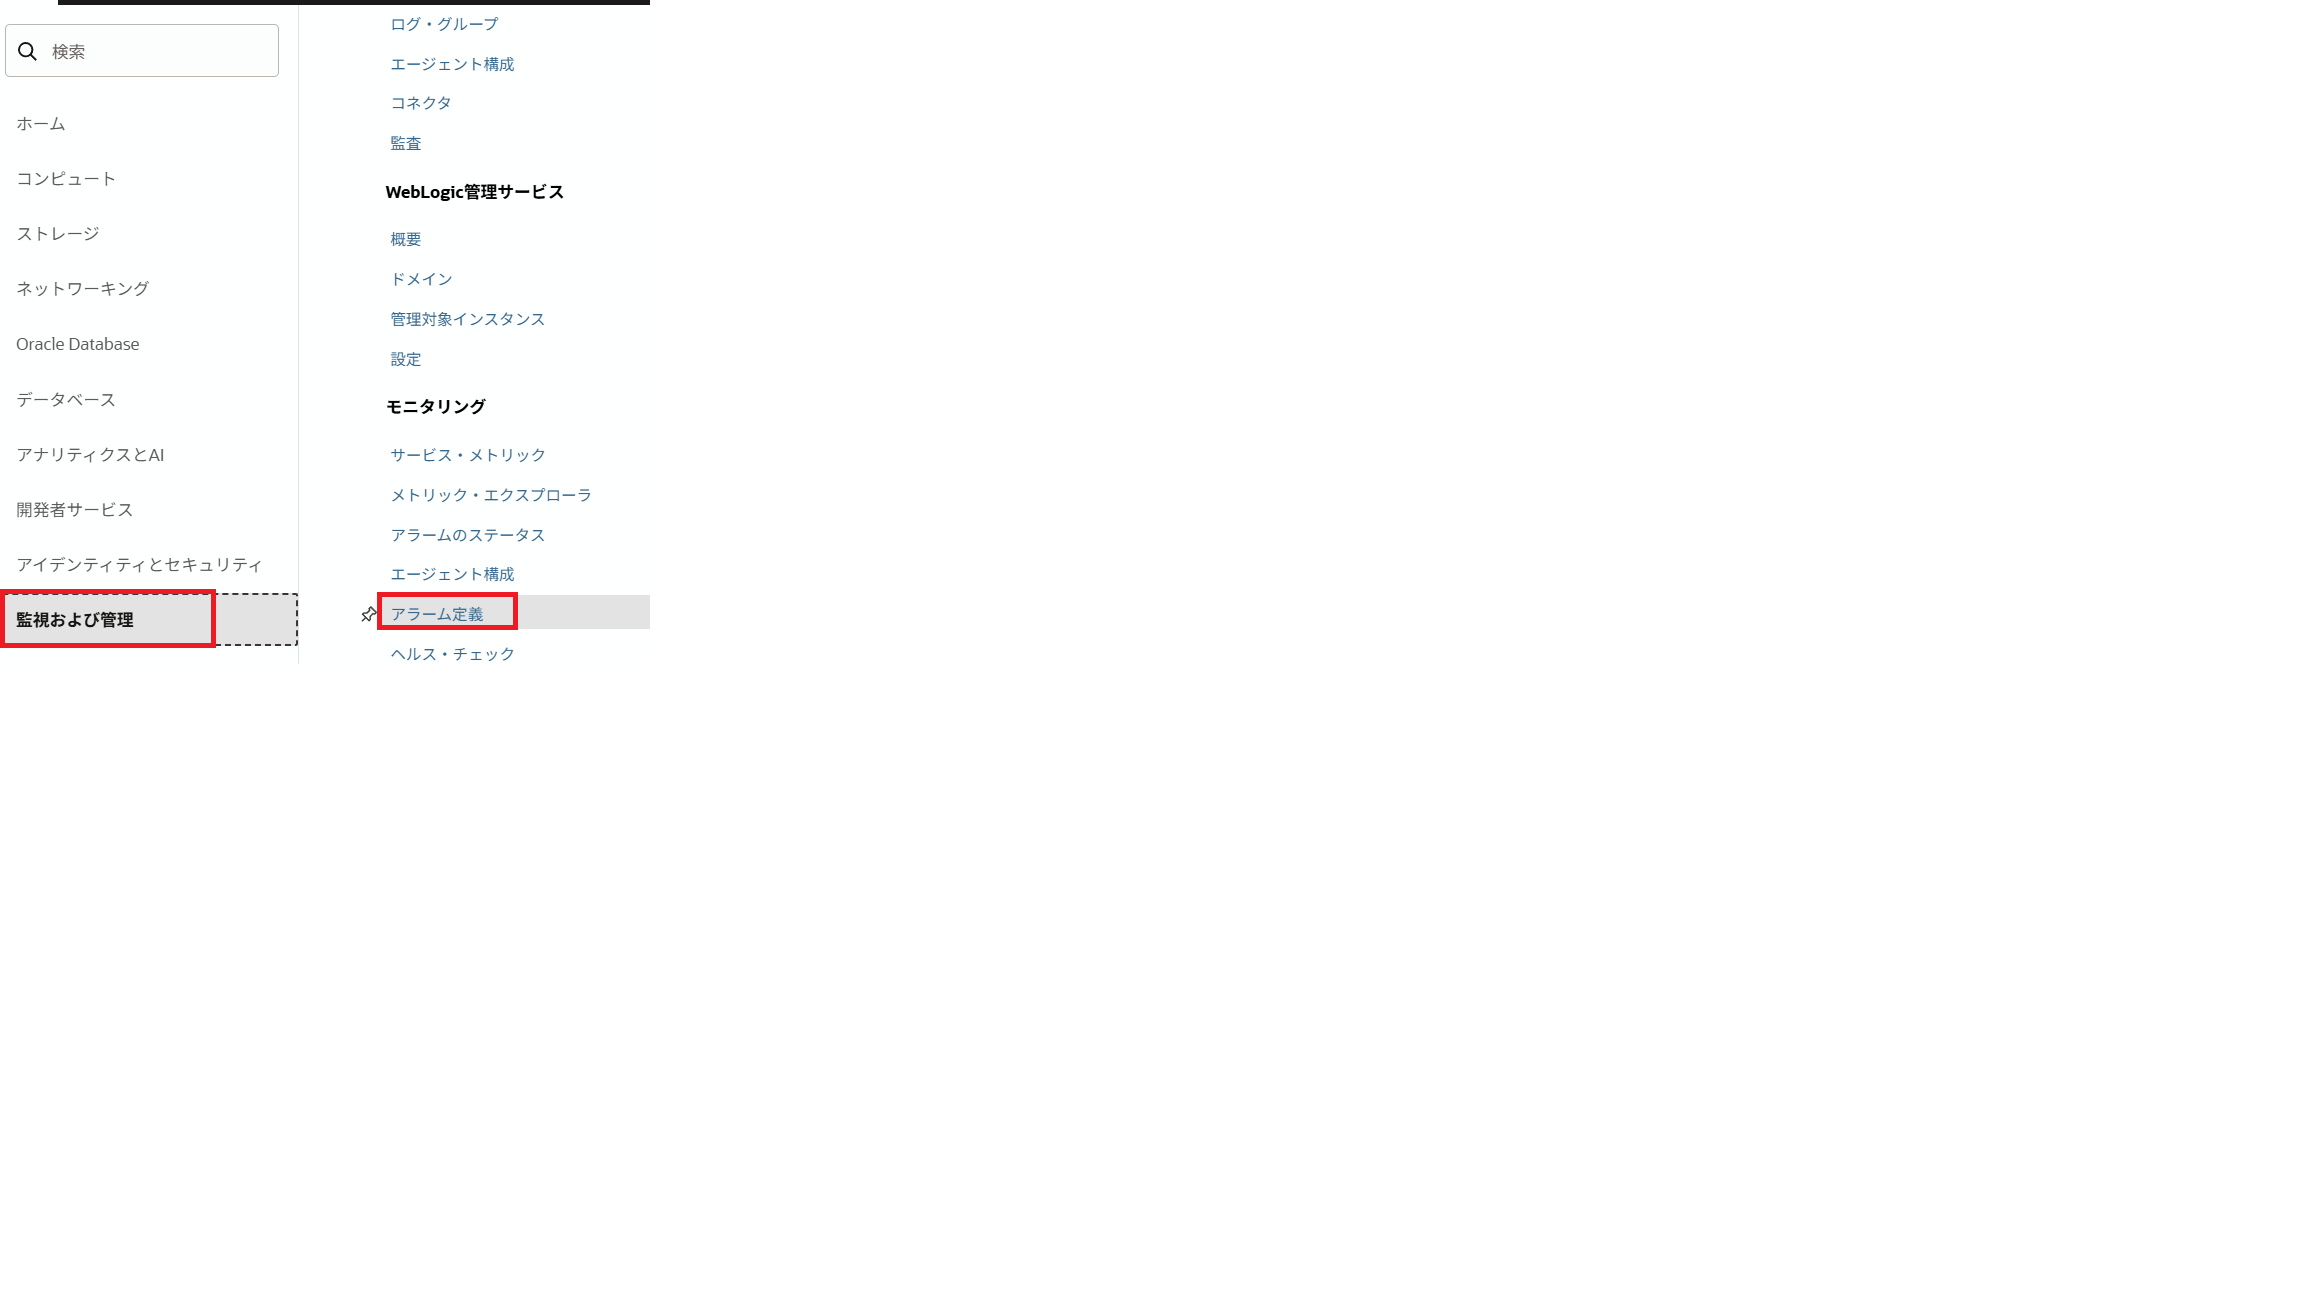 検索
ホーム
コンピュート
ストレージ
ネットワーキング
Oracle Database
データベース
アナリティクスとAI
開発者サービス
アイデンティティとセキュリティ
監視および管理
ログ・グループ
エージェント構成
コネクタ
監査
WebLogic管理サービス
概要
ドメイン
管理対象インスタンス
設定
モニタリング
サービス・メトリック
メトリック・エクスプローラ
アラームのステータス
エージェント構成
アラーム定義
ヘルス・チェック